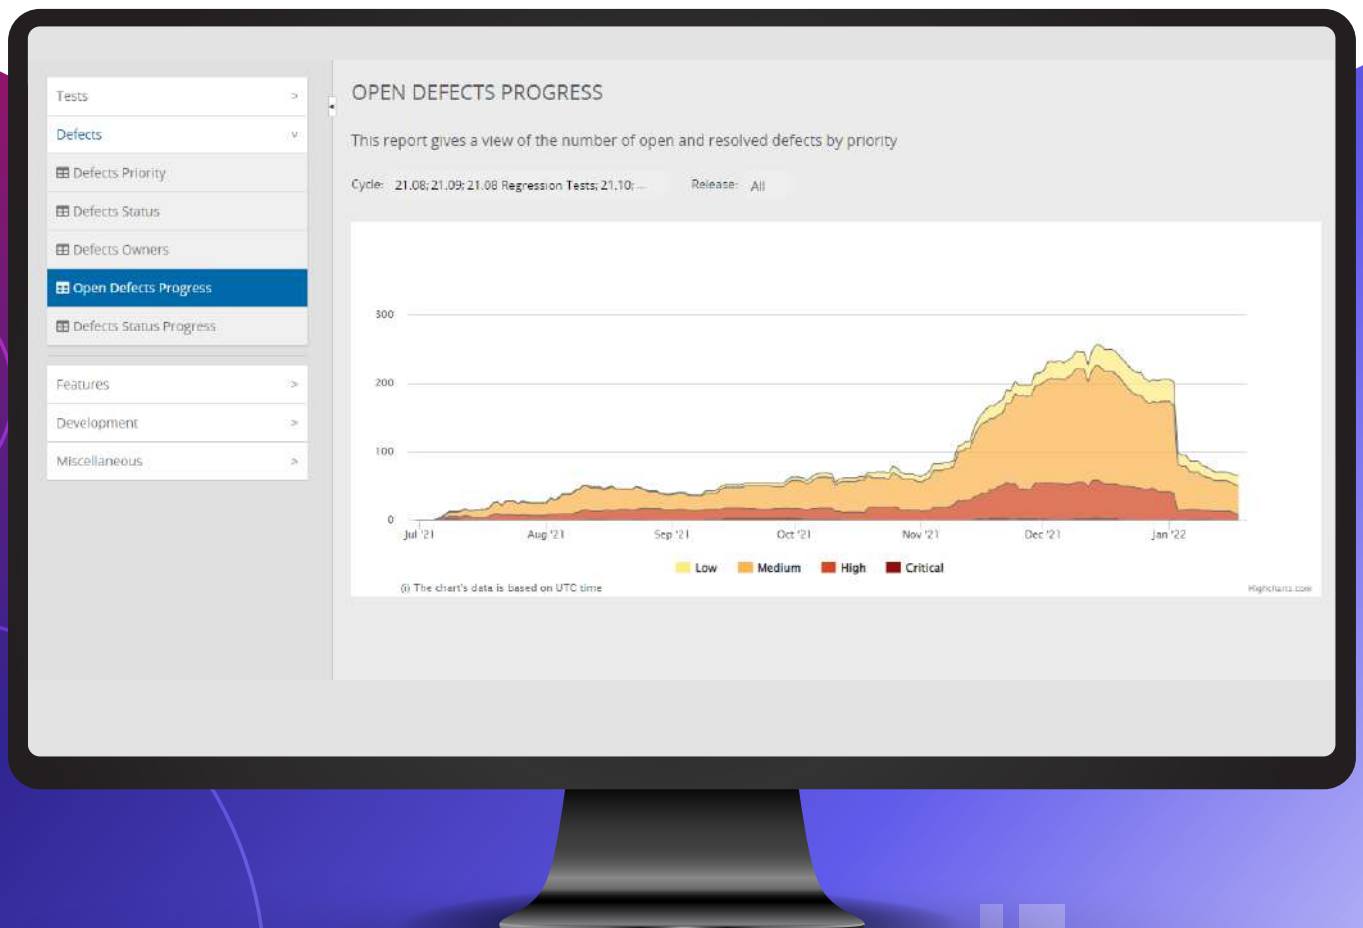 Tests >
Defects v
Defects Priority
Defects Status
Defects Owners
Open Defects Progress
Defects Status Progress
Features >
Development >
Miscellaneous >
OPEN DEFECTS PROGRESS
This report gives a view of the number of open and resolved defects by priority
Cycle: 21.08; 21.09; 21.08 Regression Tests; 21.10; ... Release: All
300
200
100
0
Jul '21 Aug '21 Sep '21 Oct '21 Nov '21 Dec '21 Jan '22
Low Medium High Critical
(i) The chart's data is based on UTC time
Highcharts.com